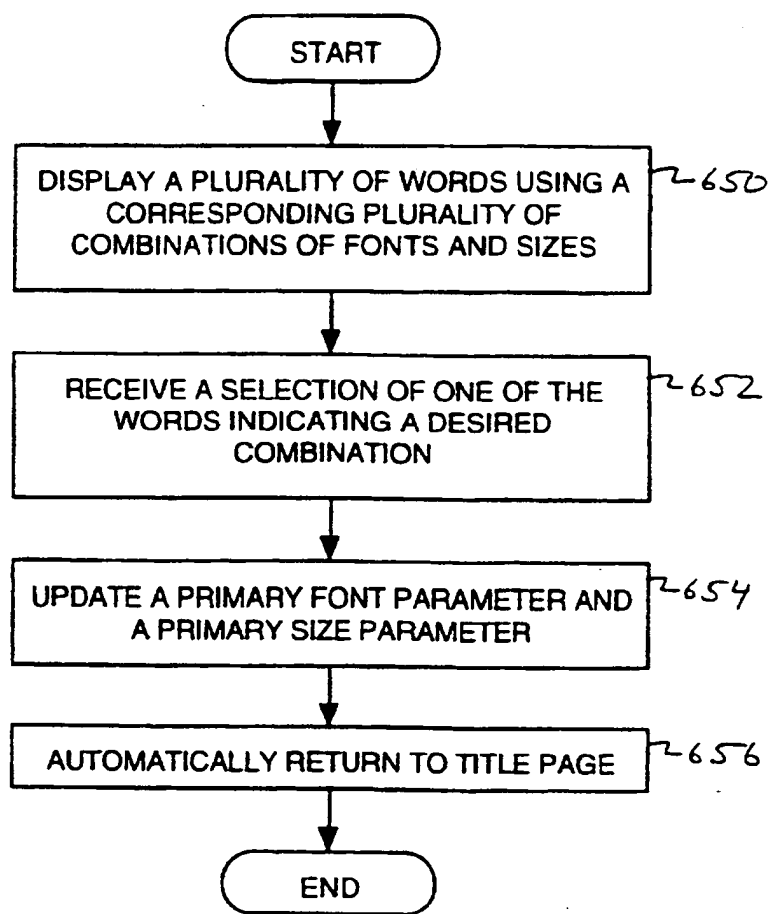 START
DISPLAY A PLURALITY OF WORDS USING A
CORRESPONDING PLURALITY OF
COMBINATIONS OF FONTS AND SIZES
650
RECEIVE A SELECTION OF ONE OF THE
WORDS INDICATING A DESIRED
COMBINATION
652
UPDATE A PRIMARY FONT PARAMETER AND
A PRIMARY SIZE PARAMETER
654
AUTOMATICALLY RETURN TO TITLE PAGE
656
END